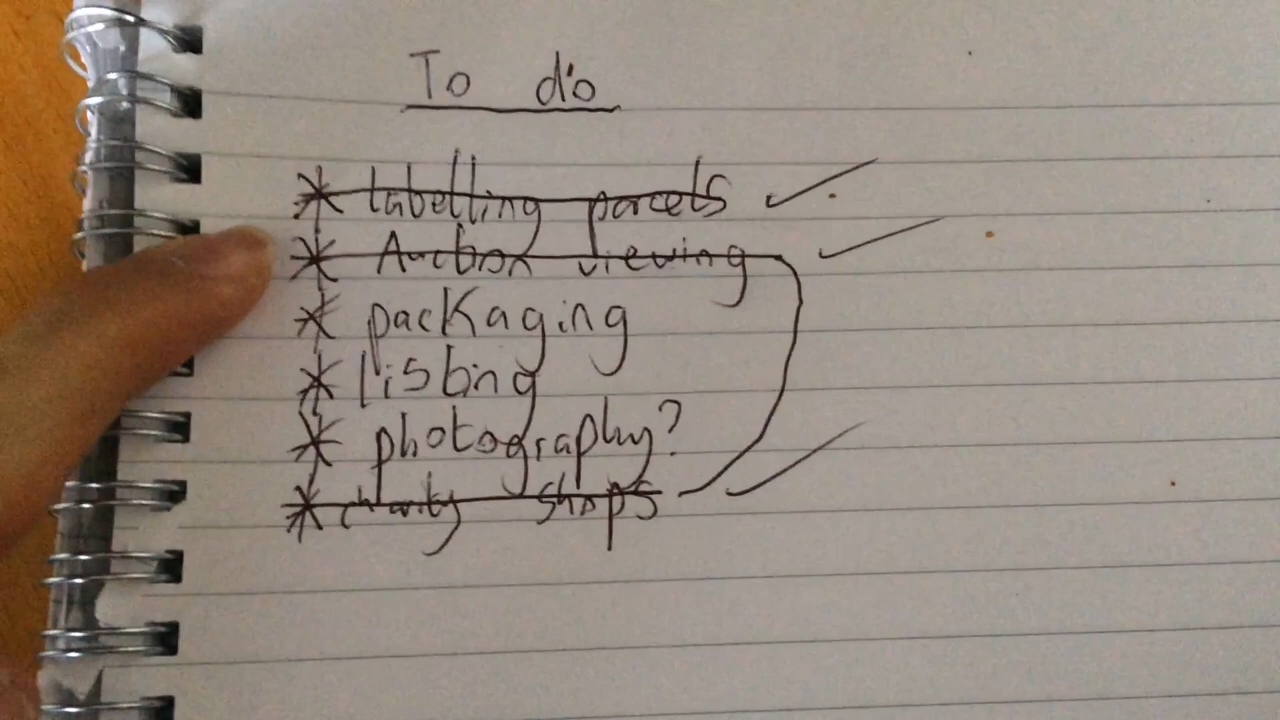 To do
* labelling parcels ✓
* Auction viewing ✓
* packaging
* listing
* photography?
* charity shops ✓